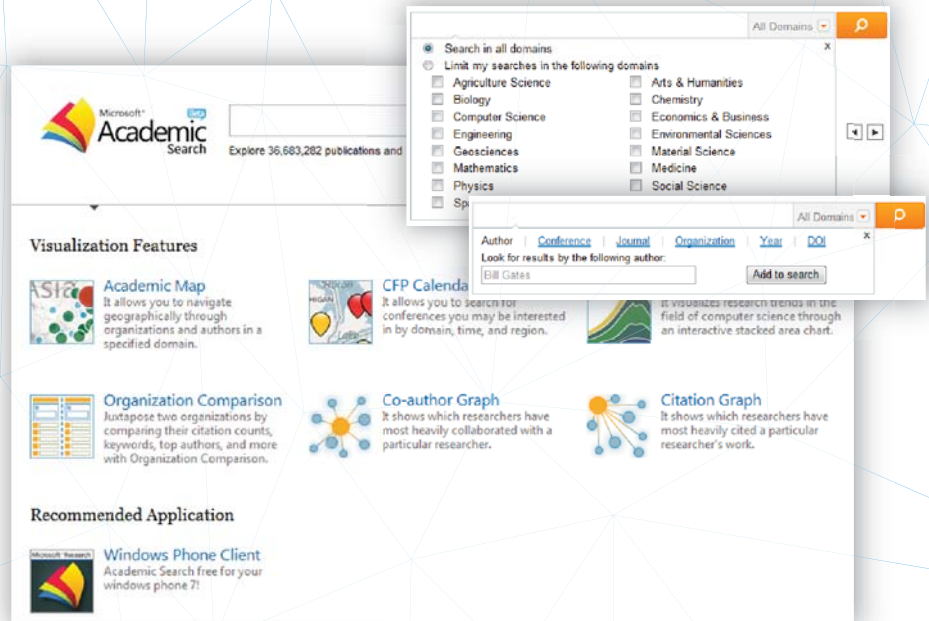 All Domains
Search in all domains
x
Limit my searches in the following domains
Agriculture Science
Arts & Humanities
Biology
Chemistry
Computer Science
Economics & Business
Engineering
Environmental Sciences
Geosciences
Material Science
Mathematics
Medicine
Physics
Social Science
Sp
All Domains
Author | Conference | Journal | Organization | Year | DOI
x
Look for results by the following author:
Bill Gates
Add to search
Microsoft®
Beta
Academic
Search
Explore 36,683,282 publications and
Visualization Features
ASIA
Academic Map
It allows you to navigate
geographically through
organizations and authors in a
specified domain.
HIGAN
CFP Calenda
It allows you to search for
conferences you may be interested
in by domain, time, and region.
It visualizes research trends in the
field of computer science through
an interactive stacked area chart.
Organization Comparison
Juxtapose two organizations by
comparing their citation counts,
keywords, top authors, and more
with Organization Comparison.
Co-author Graph
It shows which researchers have
most heavily collaborated with a
particular researcher.
Citation Graph
It shows which researchers have
most heavily cited a particular
researcher's work.
Recommended Application
Microsoft Research
Windows Phone Client
Academic Search free for your
windows phone 7!